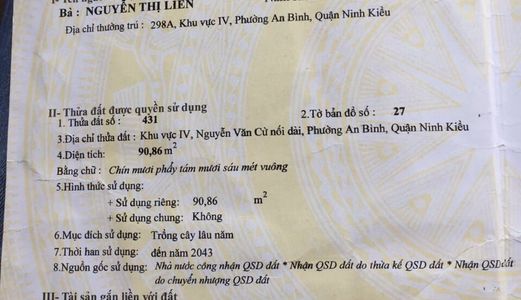 Bà : NGUYỄN THỊ LIÊN
Địa chỉ thường trú : 298A, Khu vực IV, Phường An Bình, Quận Ninh Kiều
II- Thửa đất được quyền sử dụng
1. Thửa đất số : 431 2.Tờ bản đồ số : 27
3.Địa chỉ thửa đất : Khu vực IV, Nguyễn Văn Cừ nối dài, Phường An Bình, Quận Ninh Kiều
4.Diện tích: 90,86 m²
Bằng chữ : Chín mươi phẩy tám mươi sáu mét vuông
5.Hình thức sử dụng:
+ Sử dụng riêng: 90,86 m²
+ Sử dụng chung: Không
6.Mục đích sử dụng: Trồng cây lâu năm
7.Thời han sử dụng: dến năm 2043
8.Nguồn gốc sử dụng: Nhà nước công nhận QSD đất * Nhận QSD đất do thừa kế QSD đất * Nhận QSD đất
do chuyển nhượng QSD đất
III- Tài sản gắn liền với đất